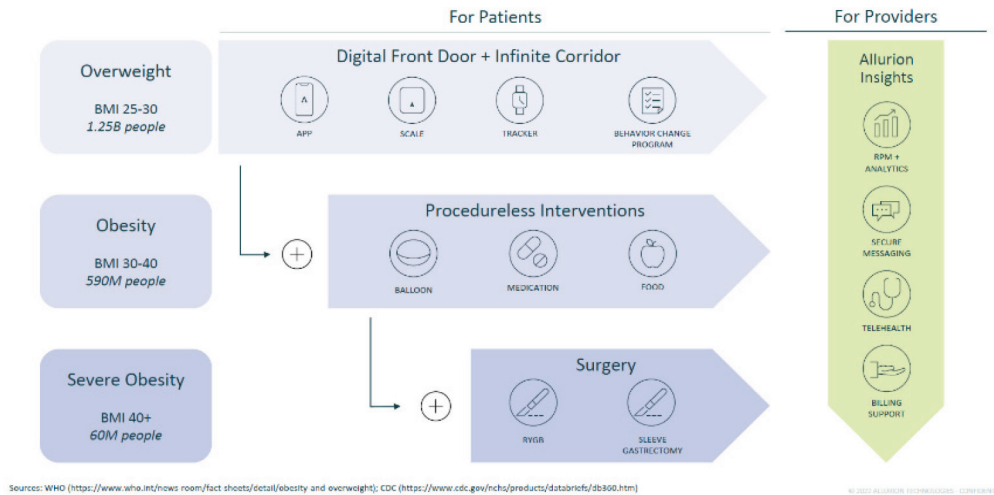 For Patients
For Providers
Overweight
BMI 25-30
1.25B people
Digital Front Door + Infinite Corridor
APP
SCALE
TRACKER
BEHAVIOR CHANGE
PROGRAM
Allurion
Insights
RPM +
ANALYTICS
SECURE
MESSAGING
TELEHEALTH
BILLING
SUPPORT
Obesity
BMI 30-40
590M people
Procedureless Interventions
BALLOON
MEDICATION
FOOD
Severe Obesity
BMI 40+
60M people
Surgery
RYGB
SLEEVE
GASTRECTOMY
Sources: WHO (https://www.who.int/news room/fact sheets/detail/obesity and overweight); CDC (https://www.cdc.gov/nchs/products/databriefs/db360.htm)
ALLURION TECHNOLOGIES